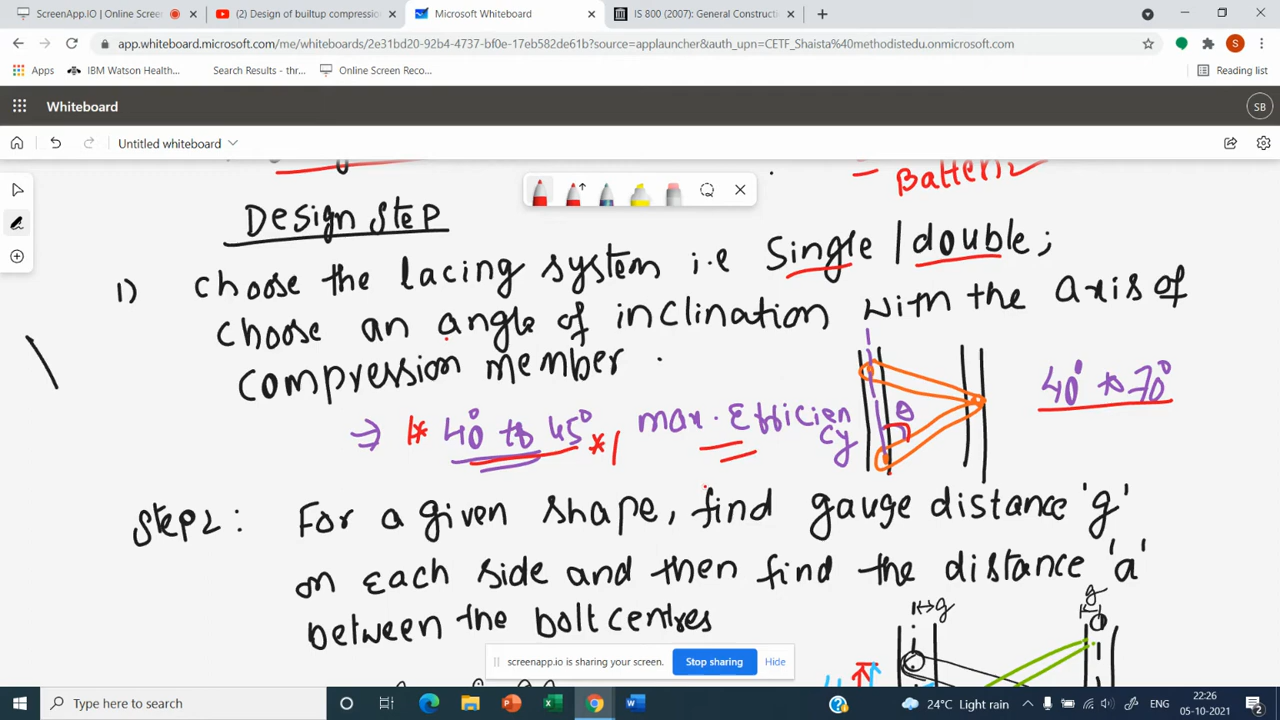 ScreenApp.IO
(2) Design of builtup compressio
Microsoft Whiteboard
IS 800 (2007): General Constructi
app.whiteboard.microsoft.com/me/whiteboards/2e31bd20-92b4-4737-bf0e-17eb582de61b?source=applauncher&auth_upn=CETF_Shaista%40methodistedu.onmicrosoft.com
S
Apps
IBM Watson Health...
Search Results - thr...
Online Screen Reco...
Reading list
Whiteboard
SB
Untitled whiteboard
Battens
Design Step
1) choose the lacing system i.e Single / double;
choose an angle of inclination with the axis of
compression member.
40° to 70°
⇒ |* 40° to 45° *| max. Efficien
cy
θ
Step2: For a given shape, find gauge distance 'g'
on each side and then find the distance 'a'
between the bolt centres
g
g
screenapp.io is sharing your screen.
Stop sharing
Hide
Type here to search
24°C Light rain
ENG
22:26
05-10-2021
2